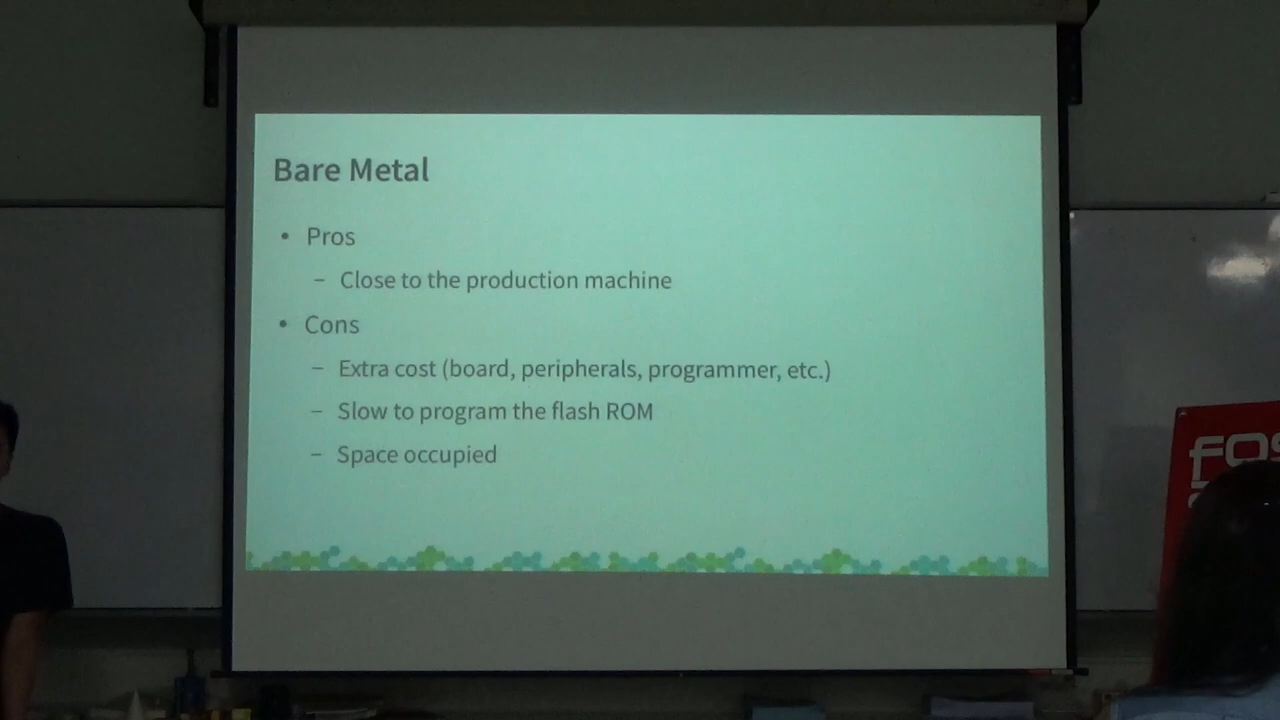 Bare Metal
• Pros
– Close to the production machine
• Cons
– Extra cost (board, peripherals, programmer, etc.)
– Slow to program the flash ROM
– Space occupied